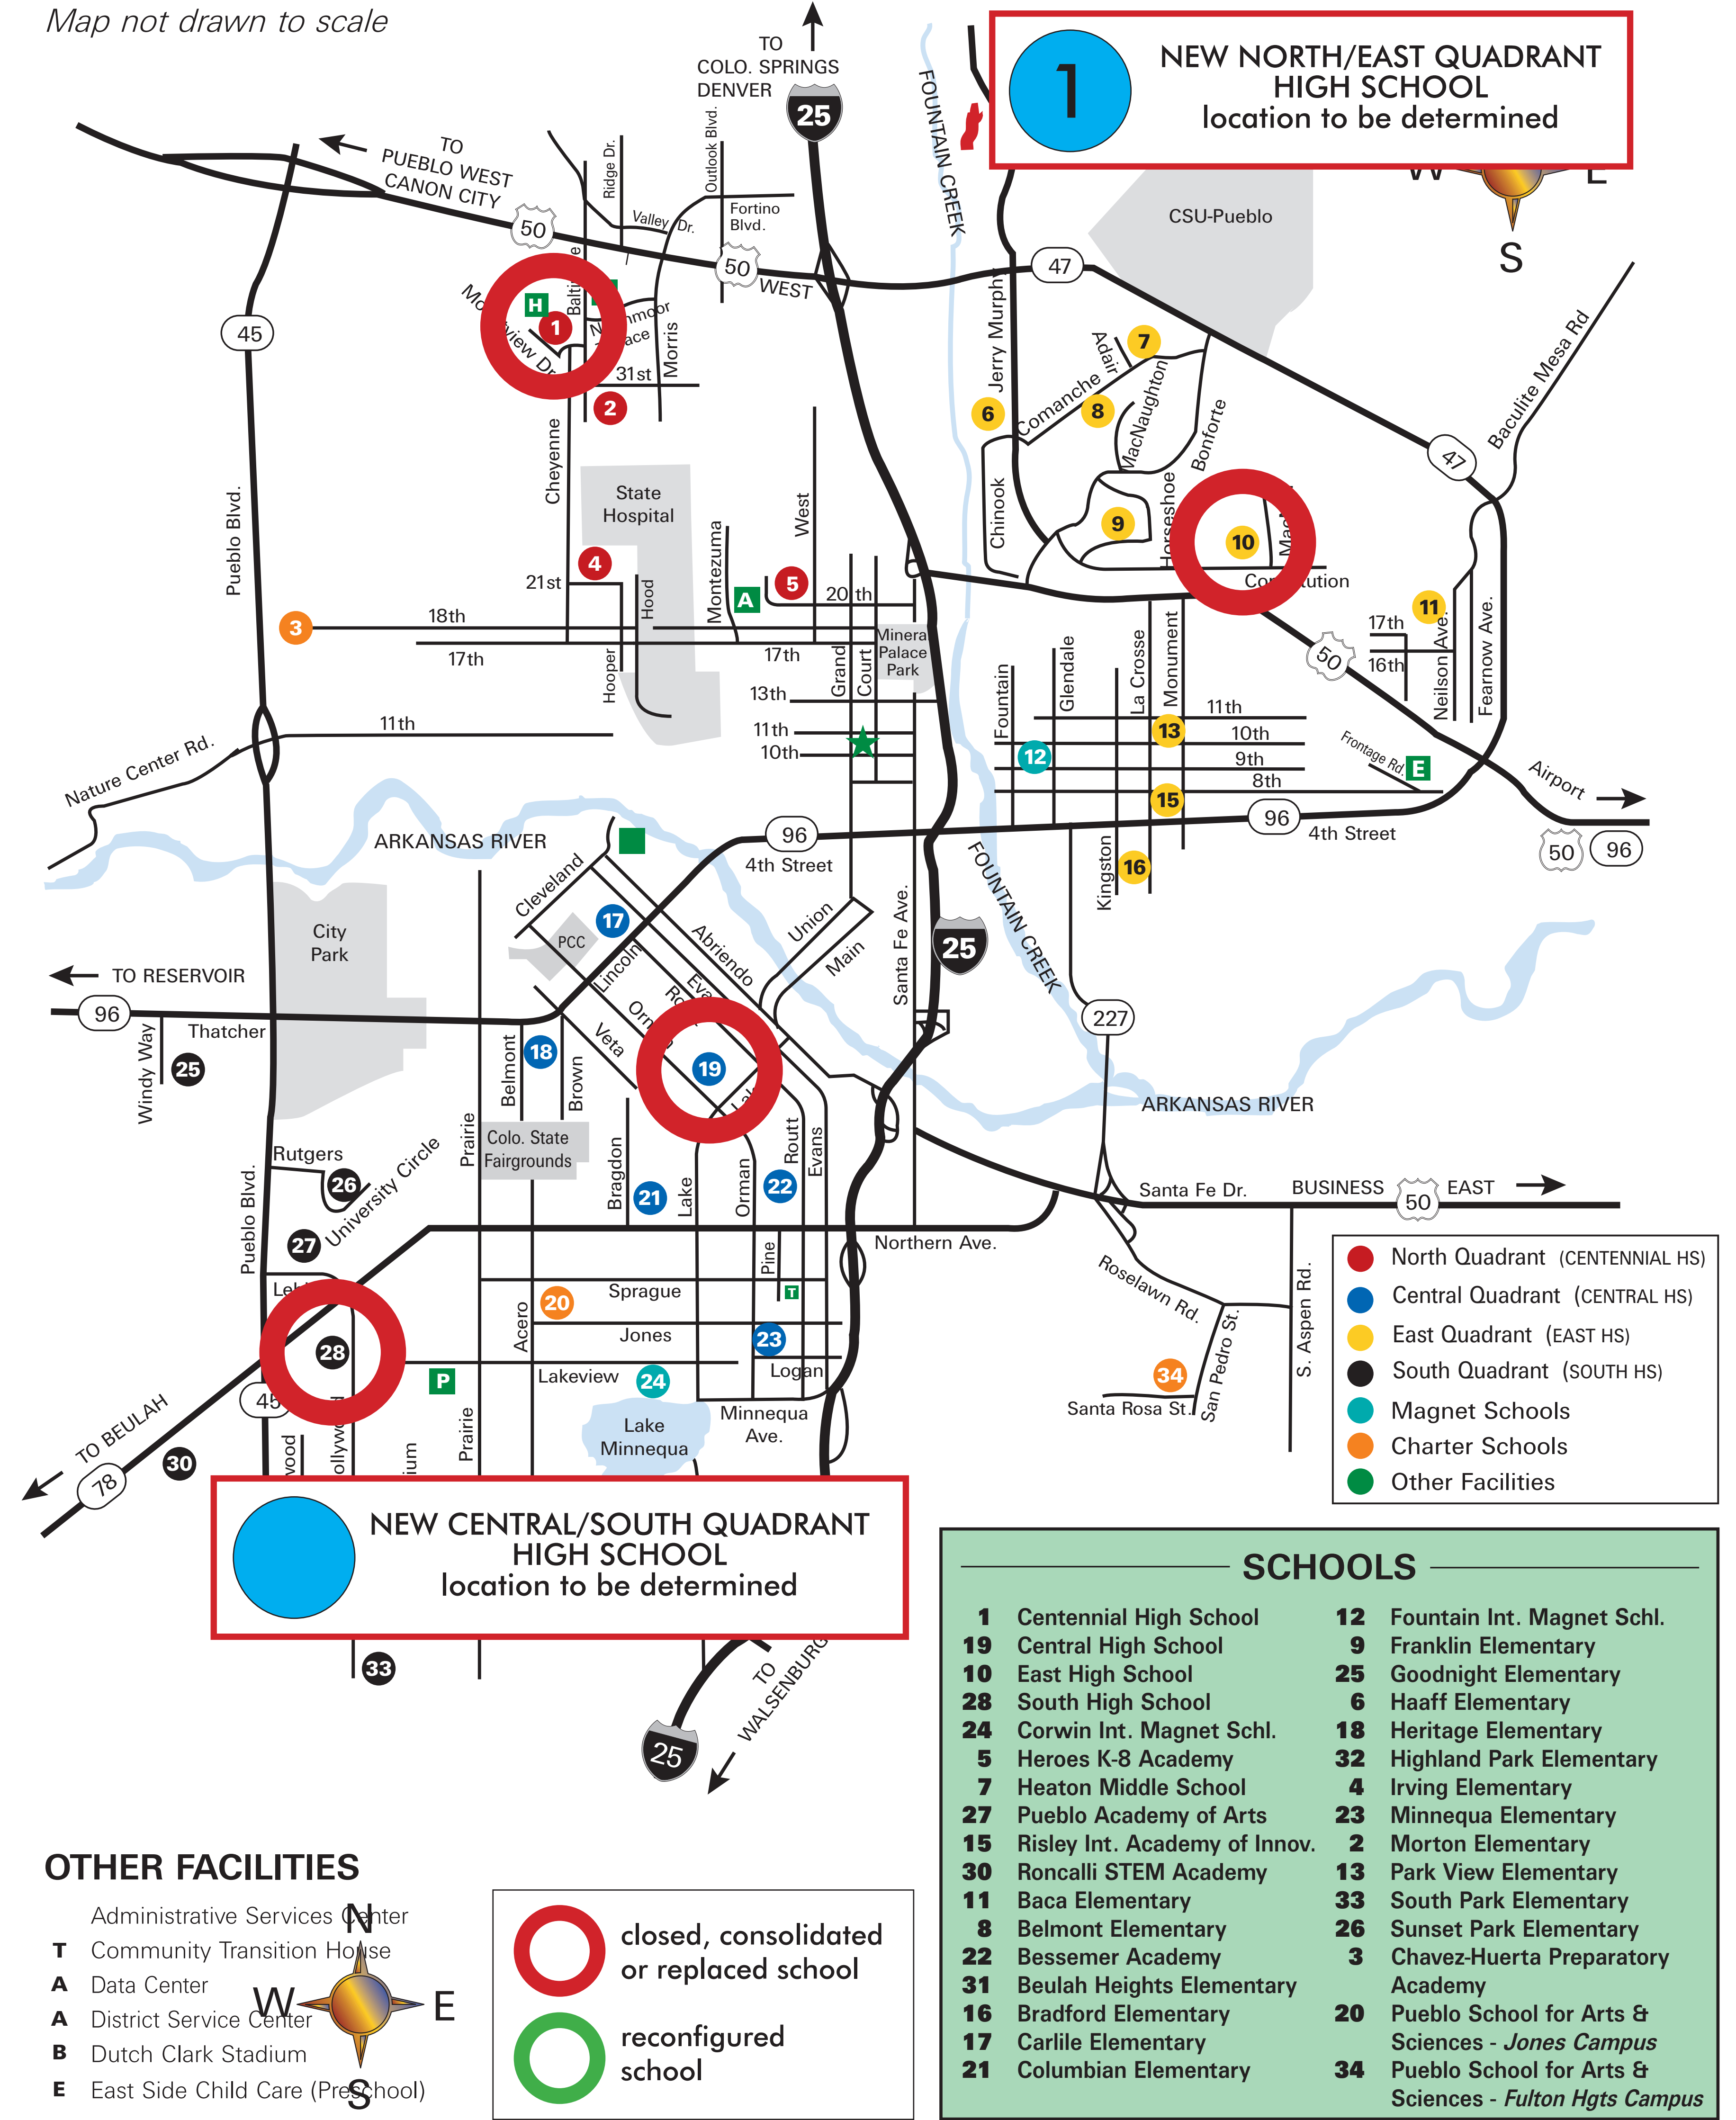 Map not drawn to scale
TO
COLO. SPRINGS
DENVER
25
FOUNTAIN CREEK
1
NEW NORTH/EAST QUADRANT
HIGH SCHOOL
location to be determined
E
S
CSU-Pueblo
TO
PUEBLO WEST
CANON CITY
50
Ridge Dr.
Outlook Blvd.
Valley Dr.
Fortino
Blvd.
50
WEST
47
45
H
1
Morris
31st
2
Jerry Murphy
Adair
7
6
Comanche
8
MacNaughton
Bonforte
Baculite Mesa Rd
47
Cheyenne
State
Hospital
West
Chinook
9
Horseshoe
10
Pueblo Blvd.
Montezuma
4
21st
Hood
A
5
20 th
3
18th
17th
Hooper
17th
Palace
Park
Grand
Court
13th
11th
11th
10th
11
17th
16th
Neilson Ave.
Fearnow Ave.
50
Fountain
Glendale
La Crosse
Monument
11th
13
10th
12
9th
8th
15
Frontage Rd.
E
Airport
Nature Center Rd.
ARKANSAS RIVER
96
4th Street
96
4th Street
50
96
Kingston
16
FOUNTAIN CREEK
Cleveland
17
PCC
City
Park
Lincoln
Abriendo
Union
Main
Santa Fe Ave.
25
TO RESERVOIR
96
Thatcher
Windy Way
25
Veta
Belmont
18
Brown
19
227
ARKANSAS RIVER
Prairie
Colo. State
Fairgrounds
Bragdon
21
Lake
Orman
22
Routt
Evans
Rutgers
26
University Circle
27
Pueblo Blvd.
Santa Fe Dr.
BUSINESS
50
EAST
Northern Ave.
Pine
T
Sprague
20
Acero
Jones
23
Logan
Lakeview
24
28
P
45
Minnequa
Ave.
Lake
Minnequa
Prairie
TO BEULAH
78
30
Roselawn Rd.
San Pedro St.
S. Aspen Rd.
34
Santa Rosa St.
North Quadrant (CENTENNIAL HS)
Central Quadrant (CENTRAL HS)
East Quadrant (EAST HS)
South Quadrant (SOUTH HS)
Magnet Schools
Charter Schools
Other Facilities
NEW CENTRAL/SOUTH QUADRANT
HIGH SCHOOL
location to be determined
33
TO
WALSENBURG
25
SCHOOLS
1 Centennial High School
19 Central High School
10 East High School
28 South High School
24 Corwin Int. Magnet Schl.
5 Heroes K-8 Academy
7 Heaton Middle School
27 Pueblo Academy of Arts
15 Risley Int. Academy of Innov.
30 Roncalli STEM Academy
11 Baca Elementary
8 Belmont Elementary
22 Bessemer Academy
31 Beulah Heights Elementary
16 Bradford Elementary
17 Carlile Elementary
21 Columbian Elementary
12 Fountain Int. Magnet Schl.
9 Franklin Elementary
25 Goodnight Elementary
6 Haaff Elementary
18 Heritage Elementary
32 Highland Park Elementary
4 Irving Elementary
23 Minnequa Elementary
2 Morton Elementary
13 Park View Elementary
33 South Park Elementary
26 Sunset Park Elementary
3 Chavez-Huerta Preparatory
Academy
20 Pueblo School for Arts &
Sciences - Jones Campus
34 Pueblo School for Arts &
Sciences - Fulton Hgts Campus
OTHER FACILITIES
Administrative Services Center
T Community Transition House
A Data Center
A District Service Center
B Dutch Clark Stadium
E East Side Child Care (Preschool)
N
W
E
S
closed, consolidated
or replaced school
reconfigured
school